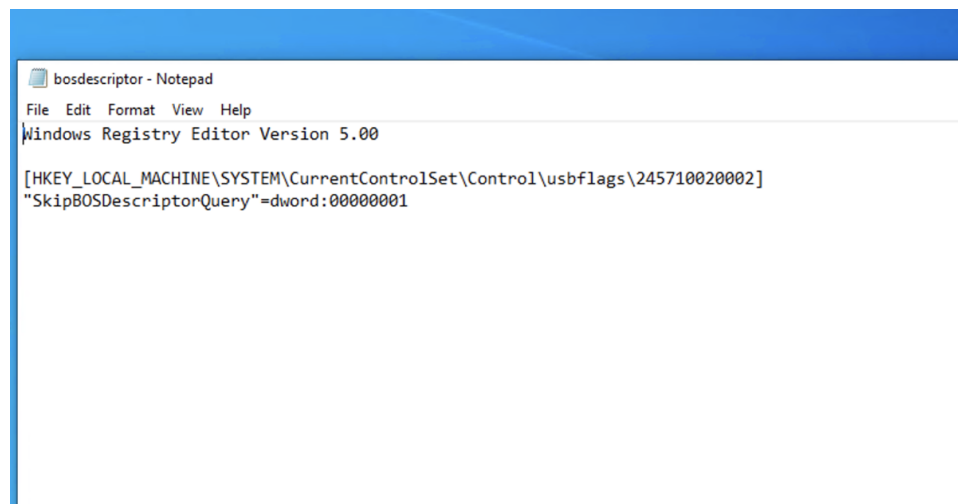 bosdescriptor - Notepad
File Edit Format View Help
Windows Registry Editor Version 5.00
[HKEY_LOCAL_MACHINE\SYSTEM\CurrentControlSet\Control\usbflags\245710020002]
"SkipBOSDescriptorQuery"=dword:00000001